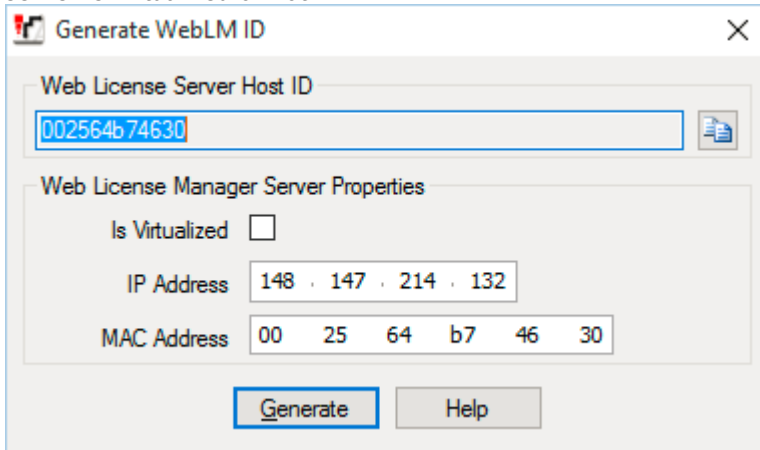 Generate WebLM ID
Web License Server Host ID
002564b74630
Web License Manager Server Properties
Is Virtualized
IP Address 148 . 147 . 214 . 132
MAC Address 00 25 64 b7 46 30
Generate Help